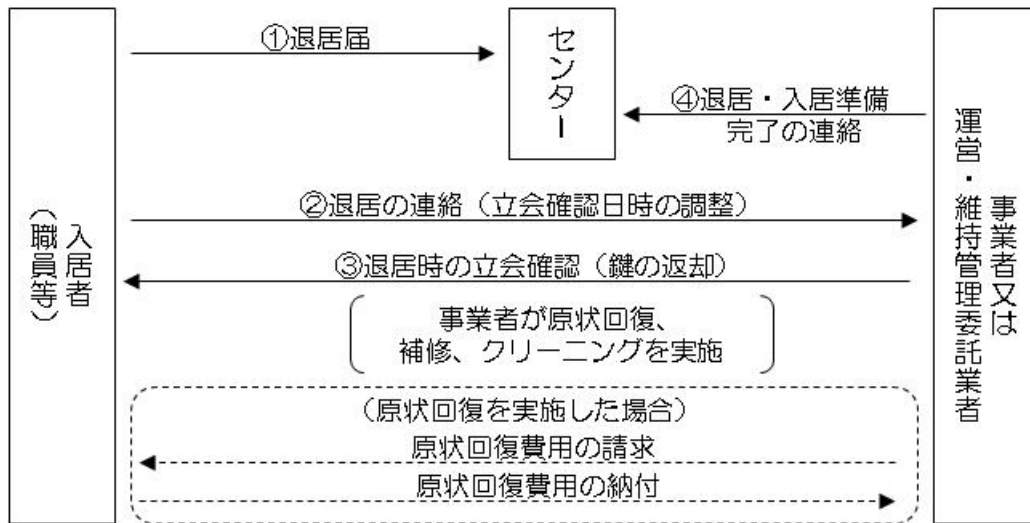 ①退居届
センター
④退居・入居準備
完了の連絡
②退居の連絡（立会確認日時の調整）
③退居時の立会確認（鍵の返却）
入居者
（職員等）
事業者又は
運営・維持管理委託業者
事業者が原状回復、
補修、クリーニングを実施
（原状回復を実施した場合）
原状回復費用の請求
原状回復費用の納付